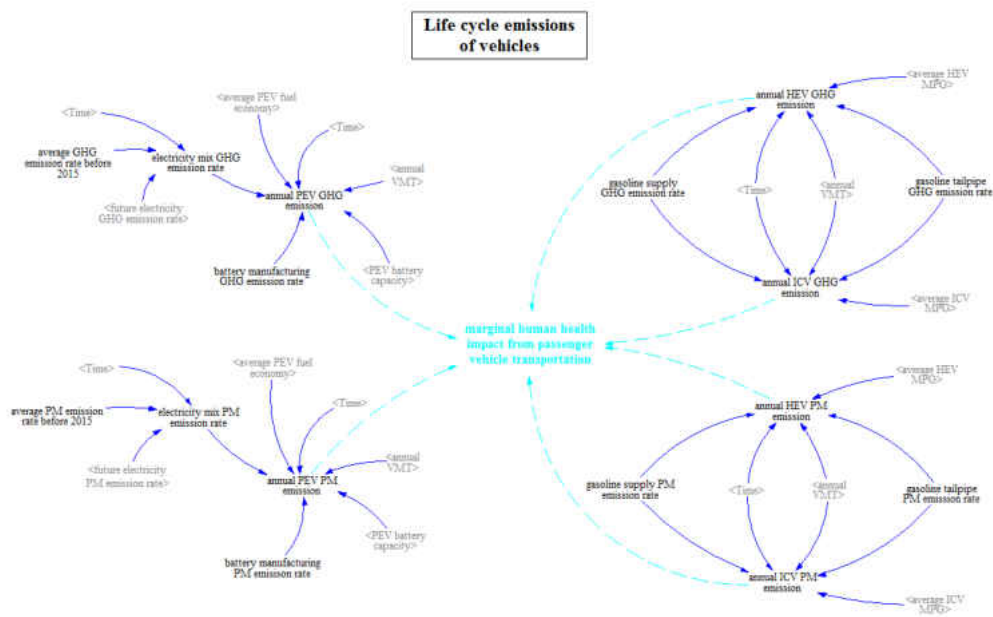 Life cycle emissions
of vehicles
<Time>
<average PEV fuel
economy>
<Time>
average GHG
emission rate before
2015
electricity mix GHG
emission rate
<annual
VMT>
annual PEV GHG
emission
<future electricity
GHG emission rate>
battery manufacturing
GHG emission rate
<PEV battery
capacity>
<average HEV
MPG>
annual HEV GHG
emission
gasoline supply
GHG emission rate
<Time>
<annual
VMT>
gasoline tailpipe
GHG emission rate
annual ICV GHG
emission
<average ICV
MPG>
marginal human health
impact from passenger
vehicle transportation
<Time>
<average PEV fuel
economy>
<Time>
average PM emission
rate before 2015
electricity mix PM
emission rate
<annual
VMT>
<future electricity
PM emission rate>
annual PEV PM
emission
<PEV battery
capacity>
battery manufacturing
PM emisison rate
<average HEV
MPG>
annual HEV PM
emission
gasoline supply PM
emission rate
<Time>
<annual
VMT>
gasoline tailpipe
PM emission rate
annual ICV PM
emission
<average ICV
MPG>